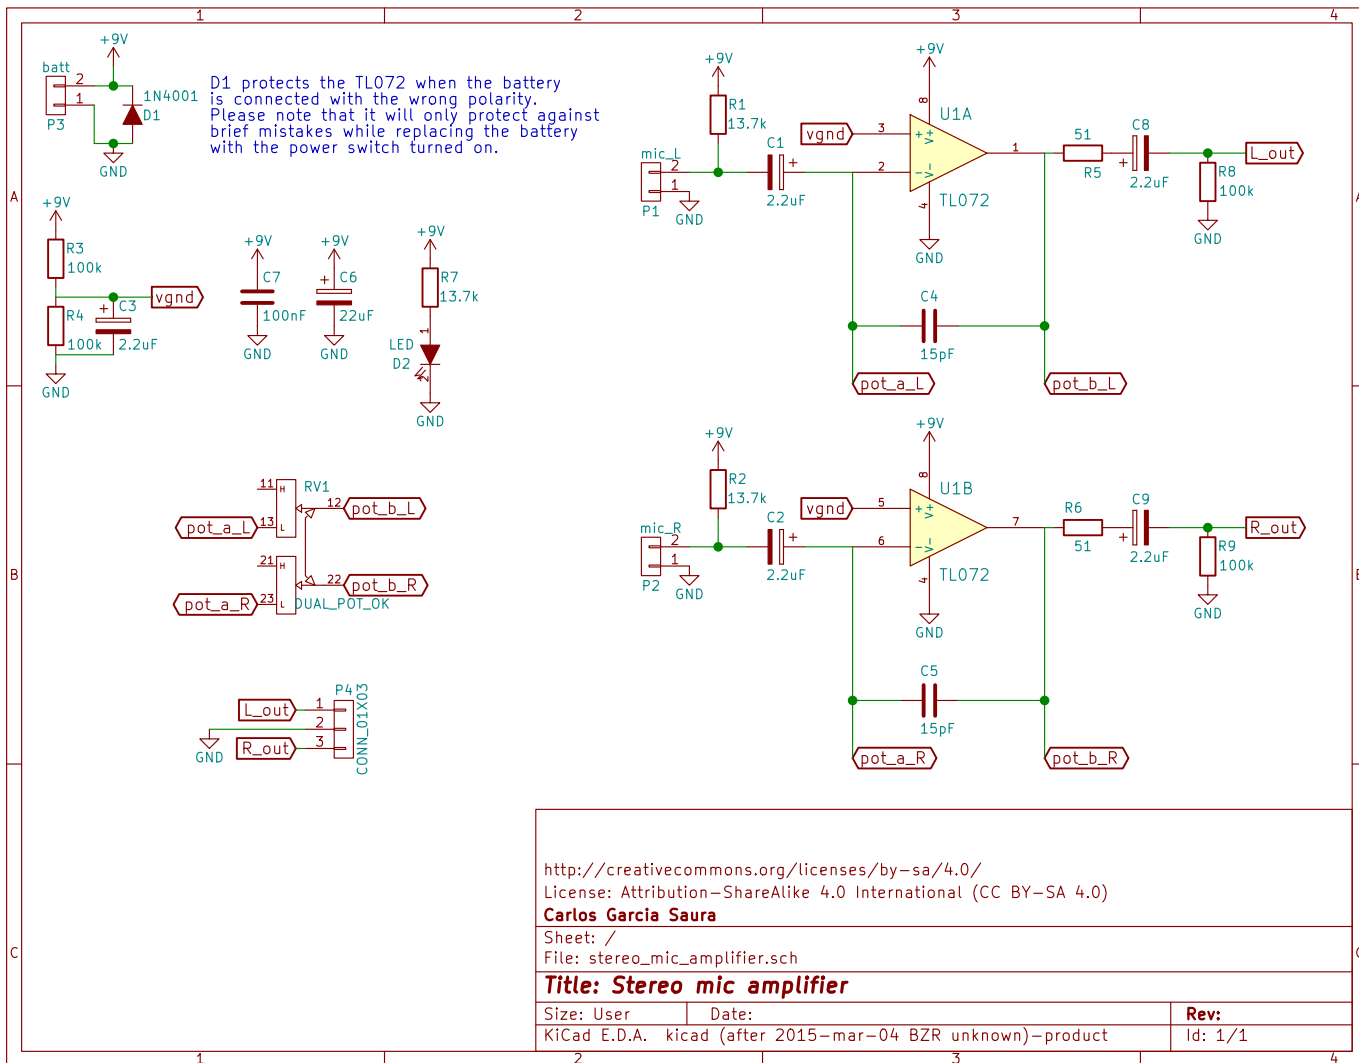 1 2 3 4
A
B
C
+9V
batt
2
1
P3
1N4001
D1
GND
D1 protects the TL072 when the battery
is connected with the wrong polarity.
Please note that it will only protect against
brief mistakes while replacing the battery
with the power switch turned on.
+9V
R3
100k
R4
100k
C3
2.2uF
vgnd
GND
+9V
C7
100nF
GND
+9V
C6
22uF
GND
+9V
R7
13.7k
LED
D2
1
2
GND
+9V
R1
13.7k
mic_L
2
1
P1
GND
C1
2.2uF
vgnd
3
2
+9V
8
U1A
TL072
V+
V-
4
GND
1
51
R5
C8
2.2uF
R8
100k
GND
L_out
C4
15pF
pot_a_L
pot_b_L
+9V
R2
13.7k
mic_R
2
1
P2
GND
C2
2.2uF
vgnd
5
6
+9V
8
U1B
TL072
V+
V-
4
GND
7
R6
51
C9
2.2uF
R9
100k
GND
R_out
C5
15pF
pot_a_R
pot_b_R
RV1
11
H
12
pot_b_L
pot_a_L
13
L
21
H
22
pot_b_R
pot_a_R
23
L
DUAL_POT_OK
P4
CONN_01X03
L_out
1
2
GND
R_out
3
http://creativecommons.org/licenses/by-sa/4.0/
License: Attribution-ShareAlike 4.0 International (CC BY-SA 4.0)
Carlos Garcia Saura
Sheet: /
File: stereo_mic_amplifier.sch
Title: Stereo mic amplifier
Size: User Date: Rev:
KiCad E.D.A. kicad (after 2015-mar-04 BZR unknown)-product Id: 1/1
1 2 3 4